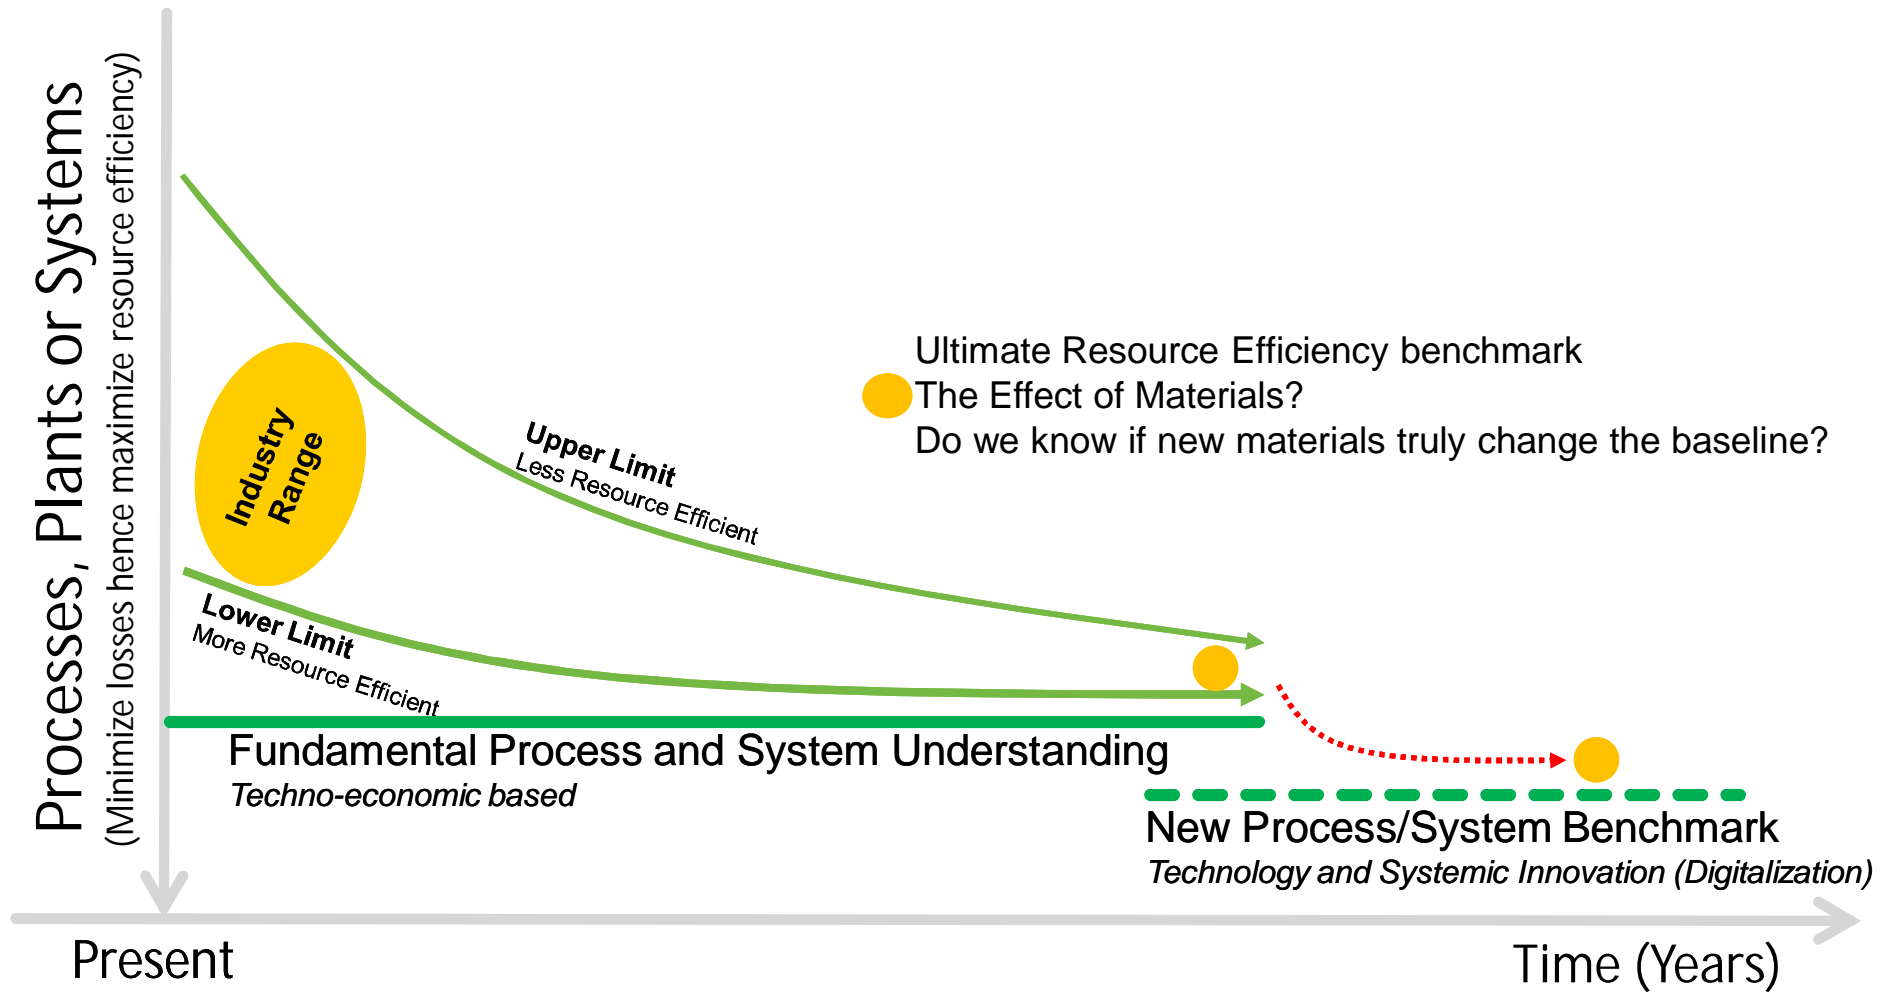 Processes, Plants or Systems
(Minimize losses hence maximize resource efficiency)
Industry
Range
Upper Limit
Less Resource Efficient
Lower Limit
More Resource Efficient
Ultimate Resource Efficiency benchmark
The Effect of Materials?
Do we know if new materials truly change the baseline?
Fundamental Process and System Understanding
Techno-economic based
New Process/System Benchmark
Technology and Systemic Innovation (Digitalization)
Present
Time (Years)